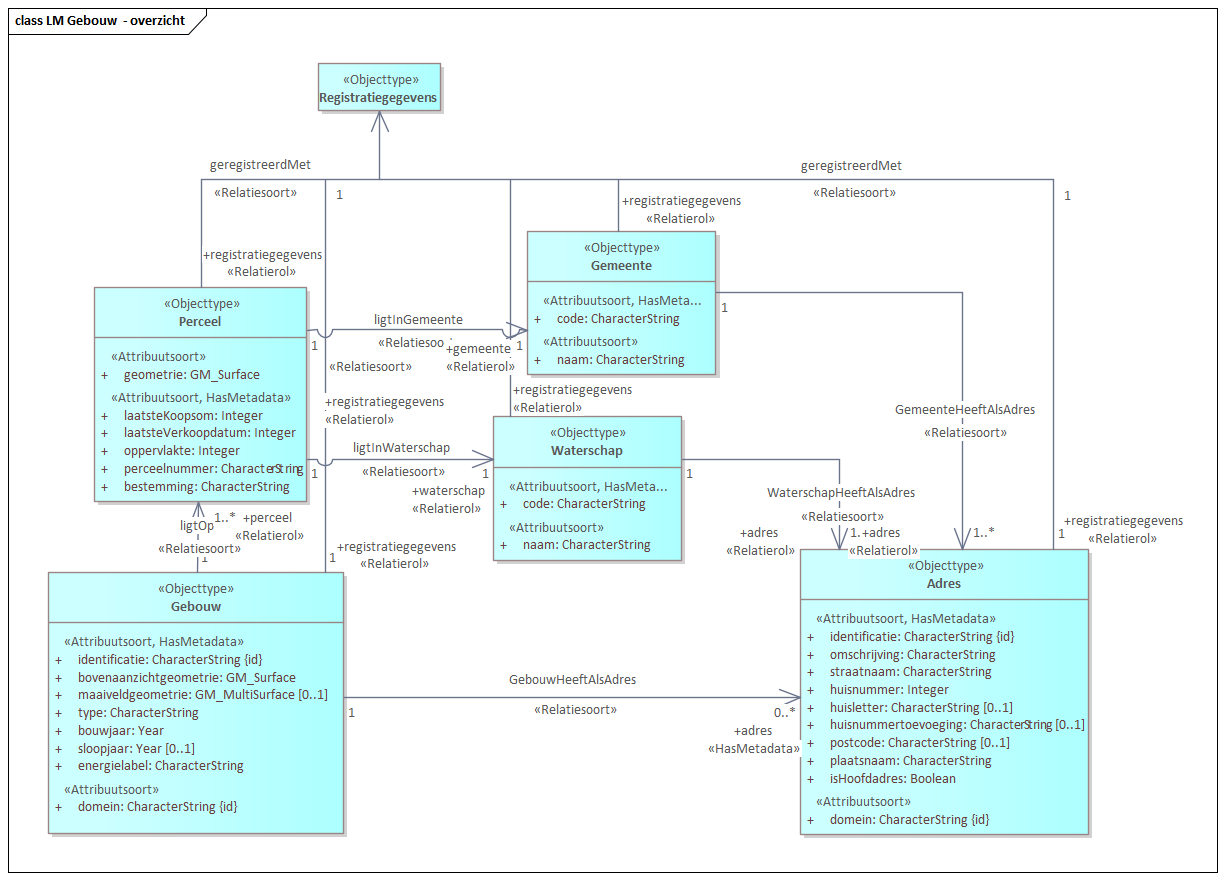 class LM Gebouw - overzicht
«Objecttype»
Registratiegegevens
geregistreerdMet
«Relatiesoort»
1
geregistreerdMet
«Relatiesoort»
1
+registratiegegevens
«Relatierol»
+registratiegegevens
«Relatierol»
«Objecttype»
Gemeente
«Attribuutsoort, HasMeta...
+ code: CharacterString
«Attribuutsoort»
+ naam: CharacterString
1
«Objecttype»
Perceel
«Attribuutsoort»
+ geometrie: GM_Surface
«Attribuutsoort, HasMetadata»
+ laatsteKoopsom: Integer
+ laatsteVerkoopdatum: Integer
+ oppervlakte: Integer
+ perceelnummer: CharacterString
+ bestemming: CharacterString
ligtInGemeente
1
«Relatiesoo
+gemeente
1
«Relatierol»
«Relatiesoort»
+registratiegegevens
«Relatierol»
+registratiegegevens
«Relatierol»
GemeenteHeeftAlsAdres
«Relatiesoort»
ligtInWaterschap
1
«Relatiesoort»
1
+waterschap
«Relatierol»
«Objecttype»
Waterschap
«Attribuutsoort, HasMeta...
+ code: CharacterString
«Attribuutsoort»
+ naam: CharacterString
1
WaterschapHeeftAlsAdres
«Relatiesoort»
+adres
«Relatierol»
1..
+adres
«Relatierol»
1..*
+registratiegegevens
1
«Relatierol»
1..*
+perceel
ligtOp
«Relatierol»
«Relatiesoort»
1
+registratiegegevens
1
«Relatierol»
«Objecttype»
Gebouw
«Attribuutsoort, HasMetadata»
+ identificatie: CharacterString {id}
+ bovenaanzichtgeometrie: GM_Surface
+ maaiveldgeometrie: GM_MultiSurface [0..1]
+ type: CharacterString
+ bouwjaar: Year
+ sloopjaar: Year [0..1]
+ energielabel: CharacterString
«Attribuutsoort»
+ domein: CharacterString {id}
GebouwHeeftAlsAdres
1
«Relatiesoort»
0..*
+adres
«HasMetadata»
«Objecttype»
Adres
«Attribuutsoort, HasMetadata»
+ identificatie: CharacterString {id}
+ omschrijving: CharacterString
+ straatnaam: CharacterString
+ huisnummer: Integer
+ huisletter: CharacterString [0..1]
+ huisnummertoevoeging: CharacterString [0..1]
+ postcode: CharacterString [0..1]
+ plaatsnaam: CharacterString
+ isHoofdadres: Boolean
«Attribuutsoort»
+ domein: CharacterString {id}